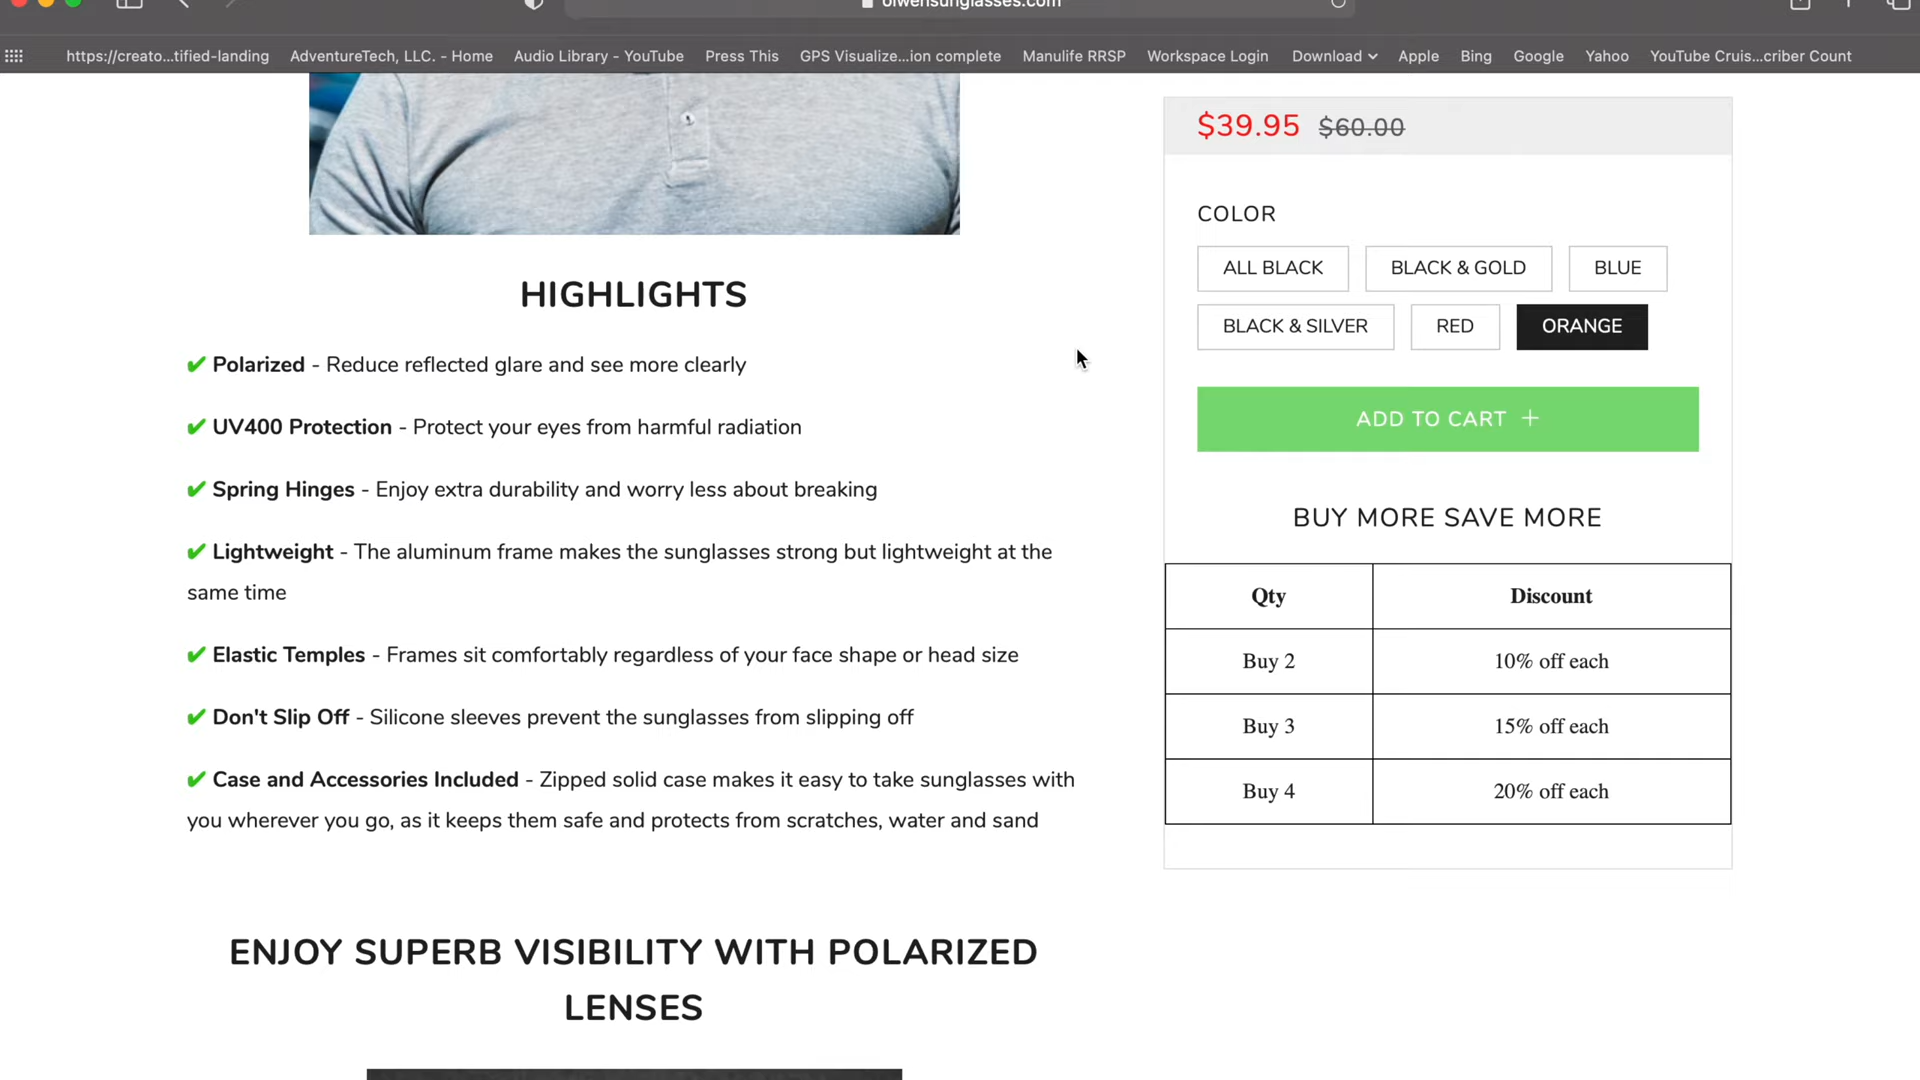 olwensunglasses.com
https://creato...tified-landing AdventureTech, LLC. - Home Audio Library - YouTube Press This GPS Visualize...ion complete Manulife RRSP Workspace Login Download Apple Bing Google Yahoo YouTube Cruis...criber Count
$39.95 $60.00
COLOR
ALL BLACK BLACK & GOLD BLUE
BLACK & SILVER RED ORANGE
ADD TO CART +
BUY MORE SAVE MORE
Qty Discount
Buy 2 10% off each
Buy 3 15% off each
Buy 4 20% off each
HIGHLIGHTS
✔ Polarized - Reduce reflected glare and see more clearly
✔ UV400 Protection - Protect your eyes from harmful radiation
✔ Spring Hinges - Enjoy extra durability and worry less about breaking
✔ Lightweight - The aluminum frame makes the sunglasses strong but lightweight at the
same time
✔ Elastic Temples - Frames sit comfortably regardless of your face shape or head size
✔ Don't Slip Off - Silicone sleeves prevent the sunglasses from slipping off
✔ Case and Accessories Included - Zipped solid case makes it easy to take sunglasses with
you wherever you go, as it keeps them safe and protects from scratches, water and sand
ENJOY SUPERB VISIBILITY WITH POLARIZED
LENSES